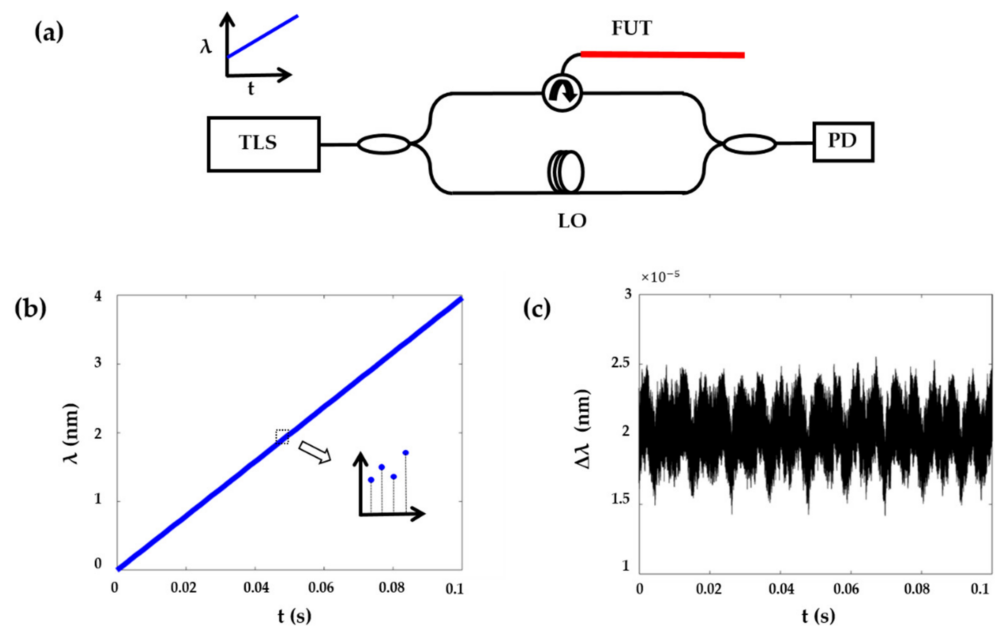 (a)
λ
t
FUT
TLS
PD
LO
(b)
4
3
2
1
0
λ (nm)
0 0.02 0.04 0.06 0.08 0.1
t (s)
(c)
×10⁻⁵
3
2.5
2
1.5
1
Δλ (nm)
0 0.02 0.04 0.06 0.08 0.1
t (s)